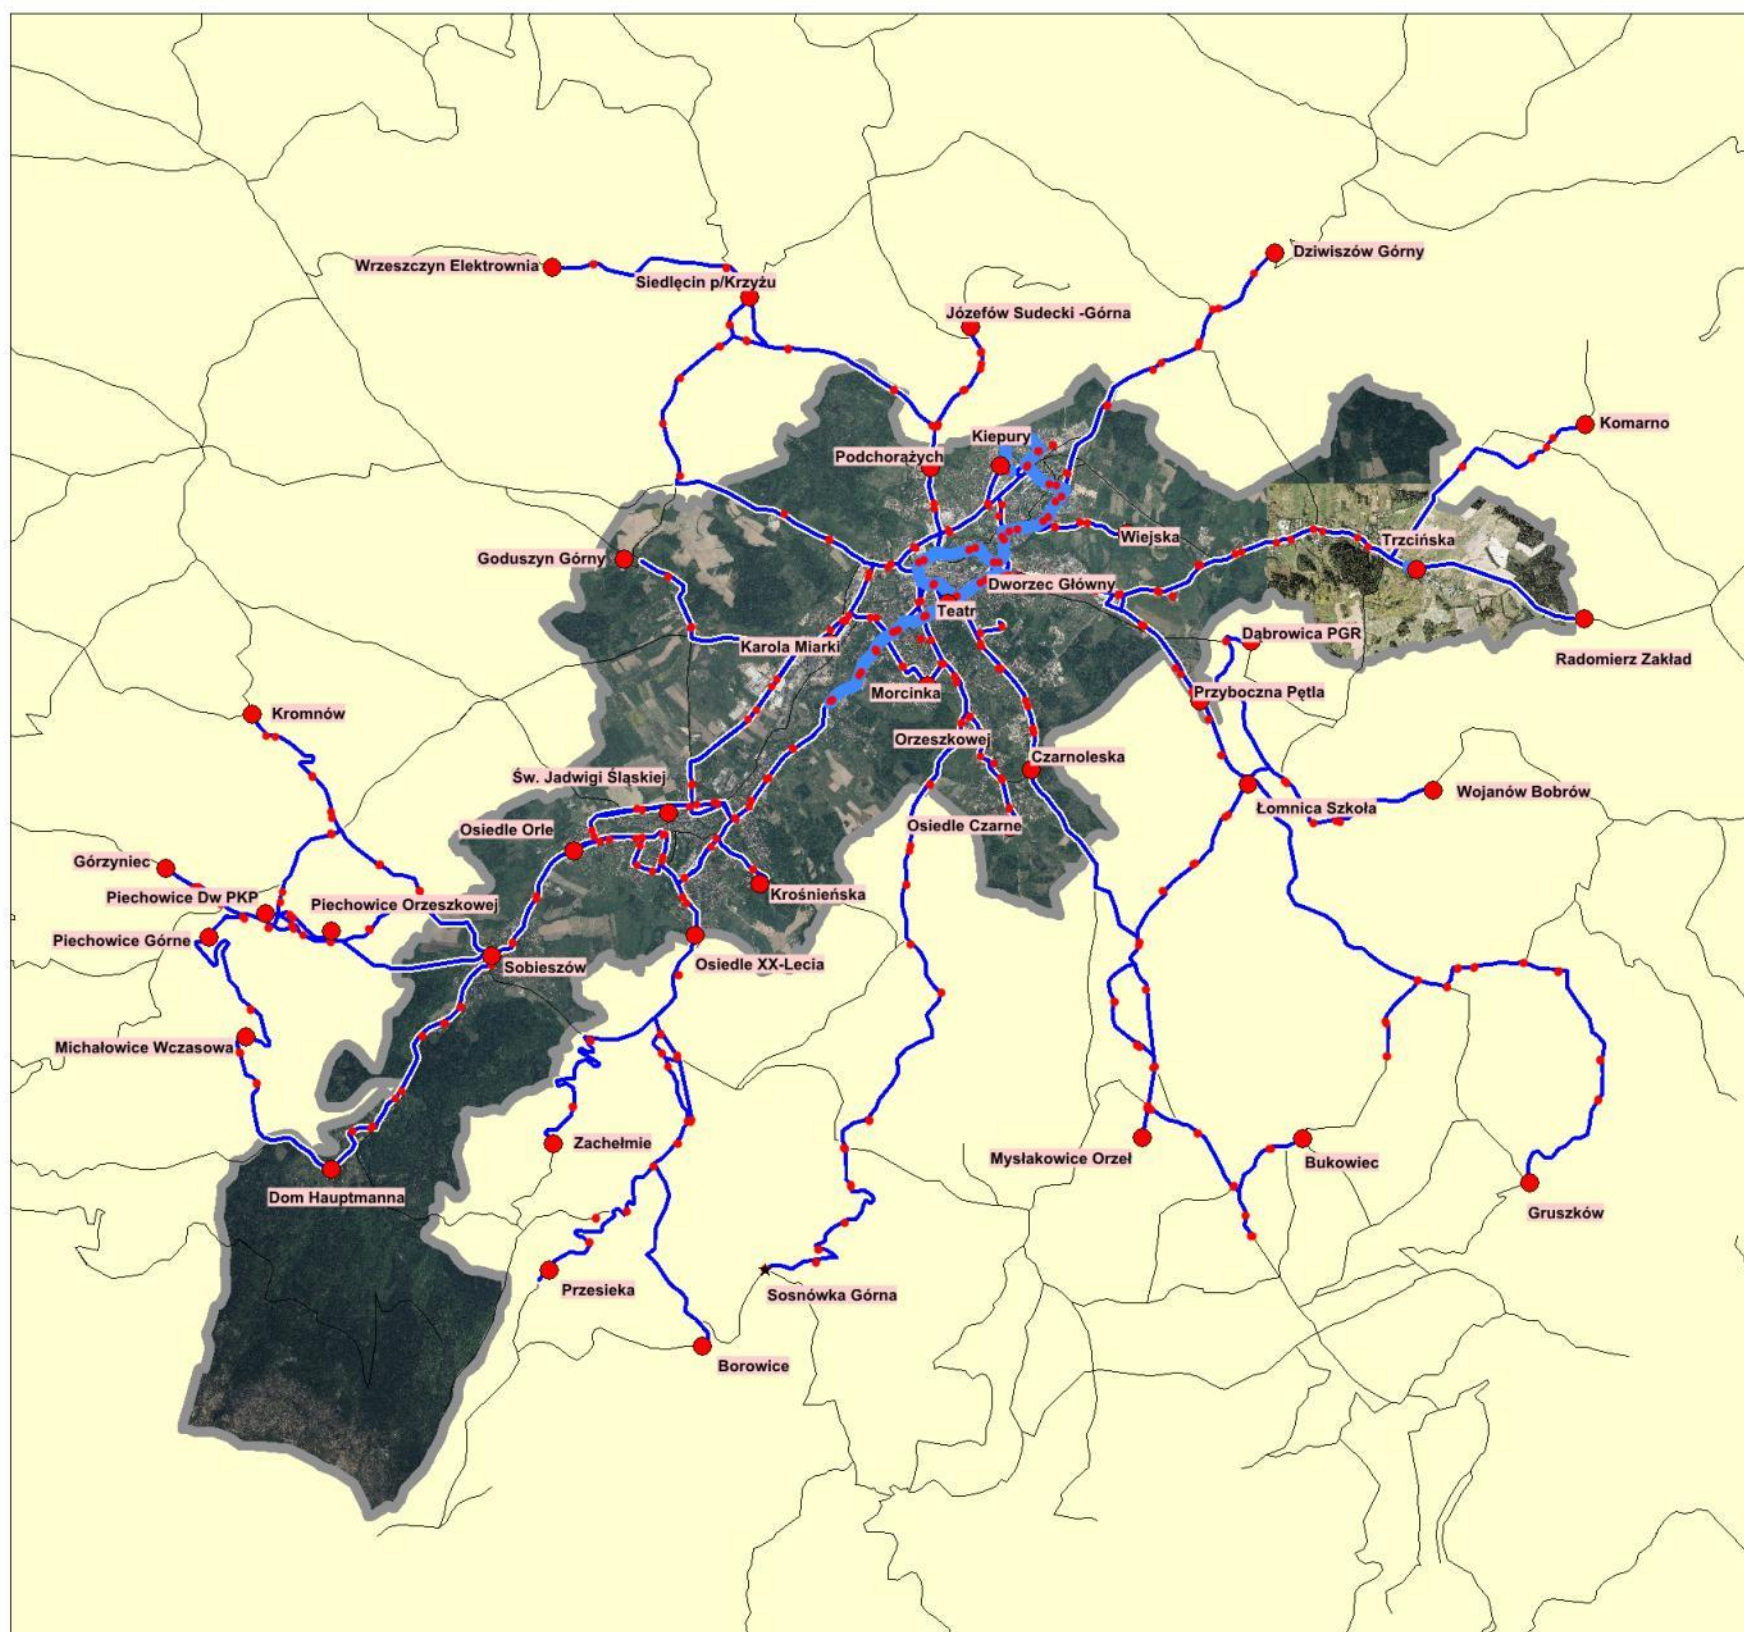 Dziwiszów Górny
Wrzeszczyn Elektrownia
Siedlęcin p/Krzyżu
Józefów Sudecki -Górna
Komarno
Kiepury
Podchorążych
Wiejska
Trzcińska
Goduszyn Górny
Dworzec Główny
Teatr
Dąbrowica PGR
Karola Miarki
Radomierz Zakład
Morcinka
Przyboczna Pętla
Kromnów
Orzeszkowej
Czarnoleska
Św. Jadwigi Śląskiej
Wojanów Bobrów
Łomnica Szkoła
Osiedle Orle
Osiedle Czarne
Górzyniec
Krośnieńska
Piechowice Dw PKP
Piechowice Orzeszkowej
Piechowice Górne
Osiedle XX-Lecia
Sobieszów
Michałowice Wczasowa
Zachełmie
Mysłakowice Orzeł
Bukowiec
Dom Hauptmanna
Gruszków
Przesieka
Sosnówka Górna
Borowice